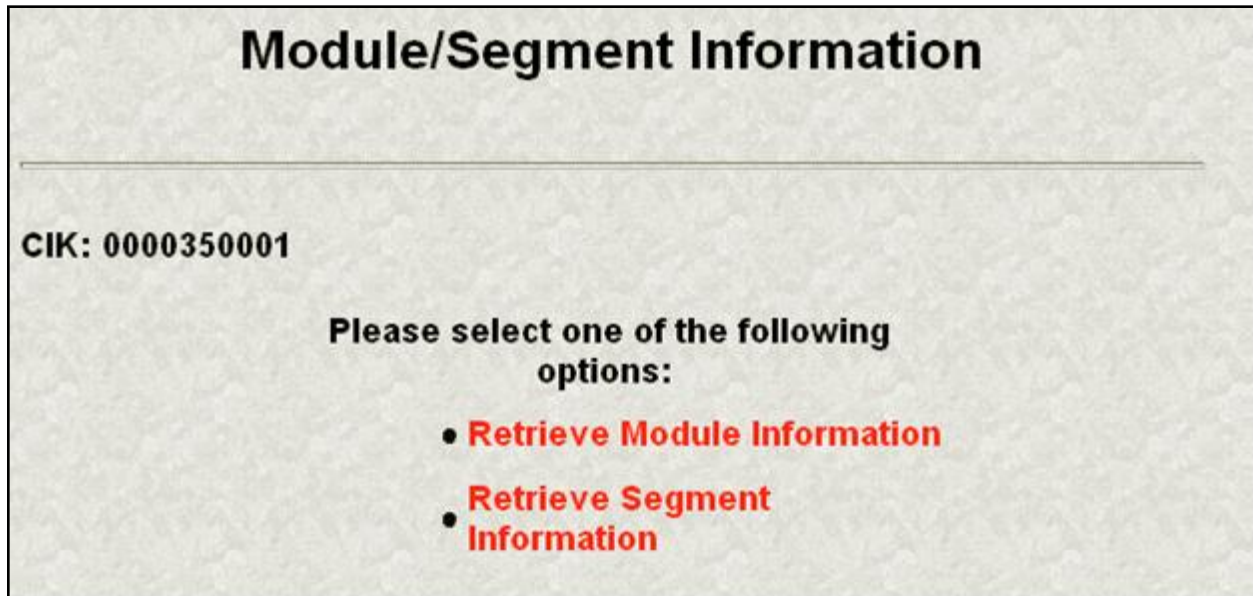 Module/Segment Information
CIK: 0000350001
Please select one of the following
options:
Retrieve Module Information
Retrieve Segment
Information